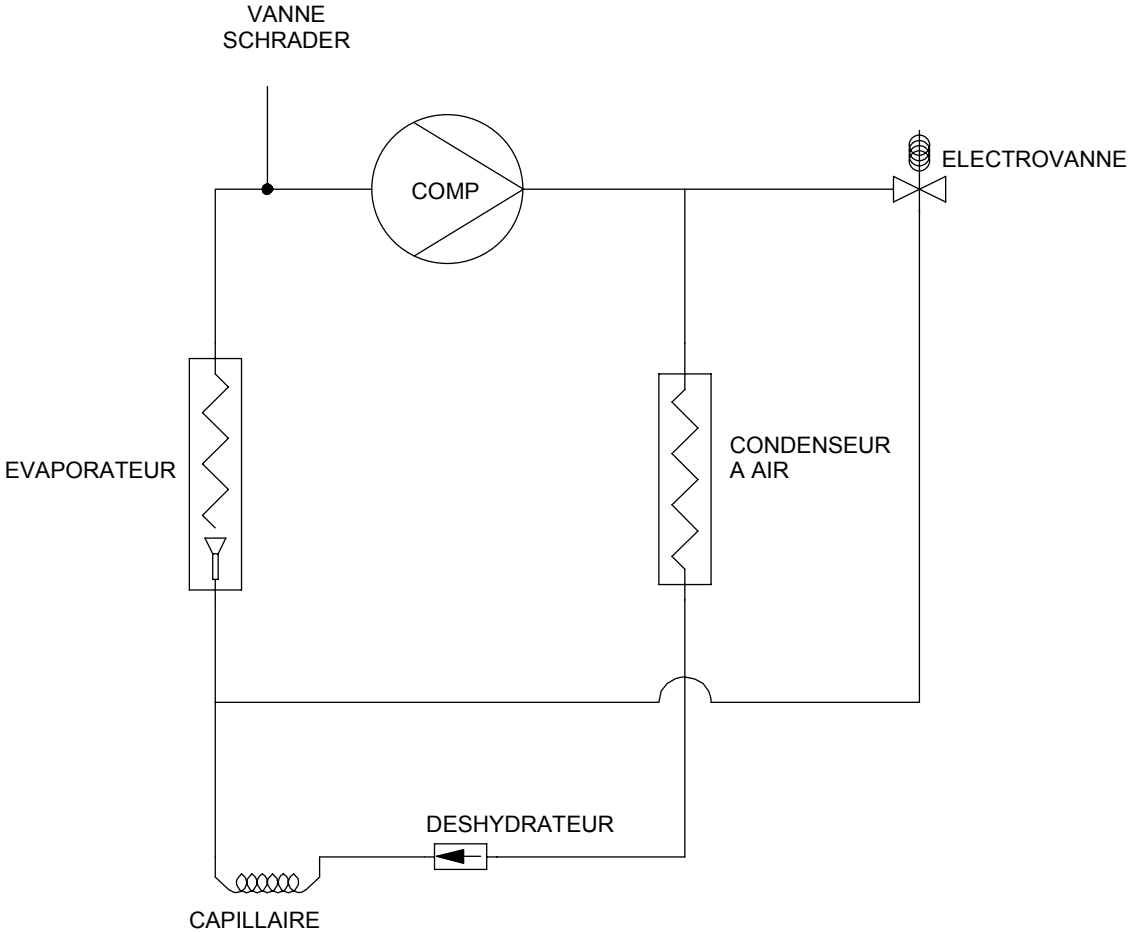 VANNE
SCHRADER
COMP
ELECTROVANNE
EVAPORATEUR
CONDENSEUR
A AIR
DESHYDRATEUR
CAPILLAIRE